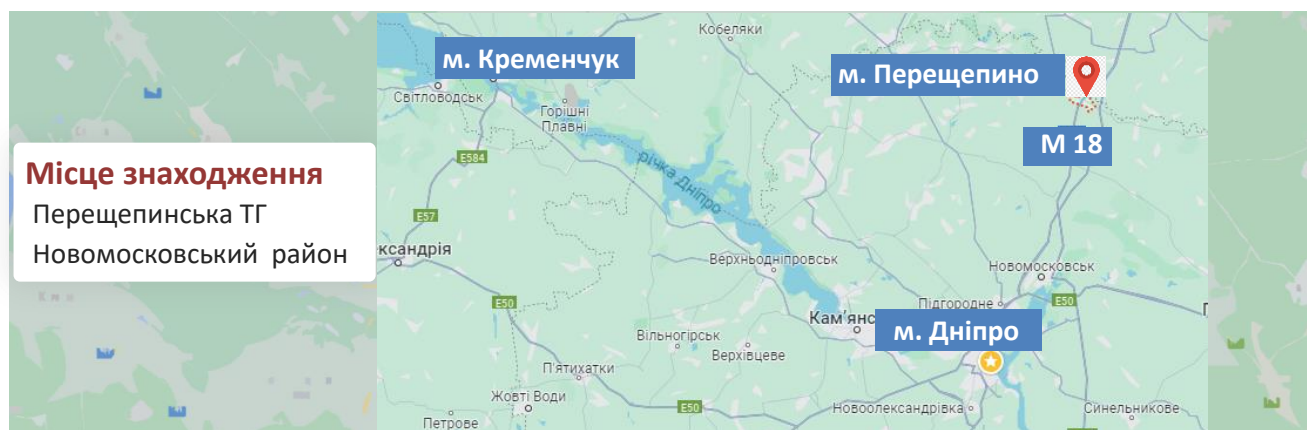 Кобеляки
м. Кременчук
м. Перещепино
Світловодськ
Горішні
Плавні
М 18
E584
річка Дніпро
Місце знаходження
Перещепинська ТГ
Новомосковський район
E57
ександрія
Верхньодніпровськ
Новомосковськ
E50
E50
Підгородне
Кам'янс
м. Дніпро
Вільногірськ
Верхівцеве
П'ятихатки
Жовті Води
E50
Новоолександрівка
Синельникове
Петрове